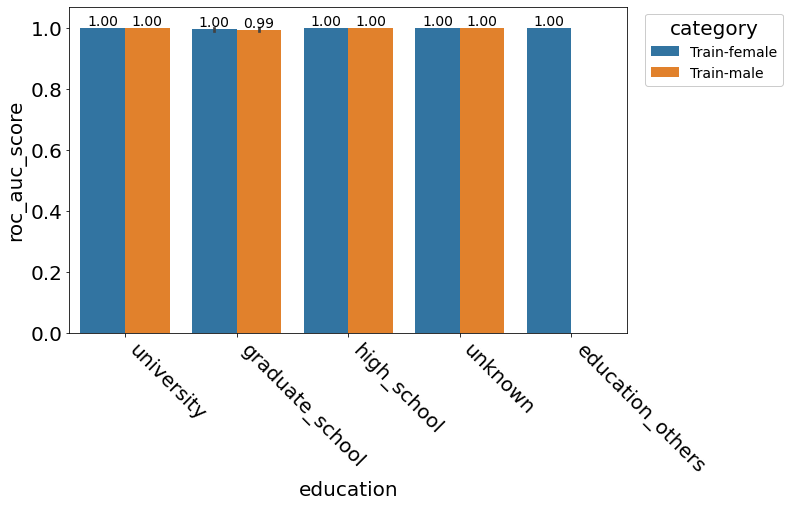 1.00 1.00 1.00 0.99 1.00 1.00 1.00 1.00 1.00
category
Train-female
Train-male
1.0
0.8
0.6
0.4
0.2
0.0
roc_auc_score
university
graduate_school
high_school
unknown
education_others
education